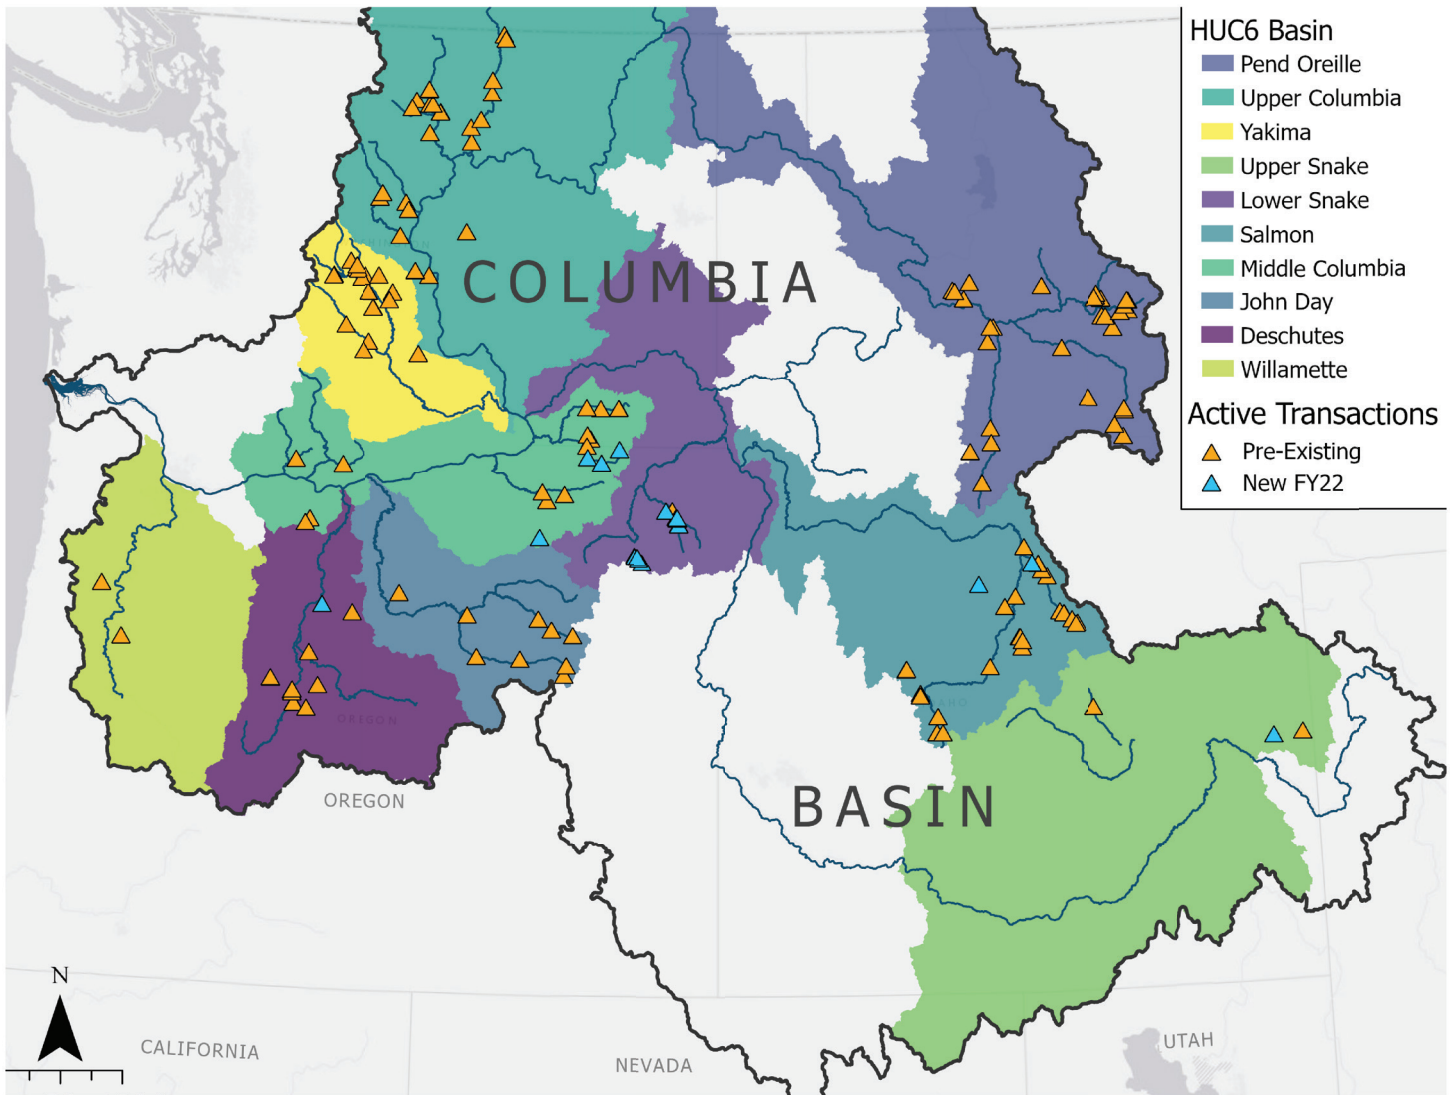 HUC6 Basin
Pend Oreille
Upper Columbia
Yakima
Upper Snake
Lower Snake
Salmon
Middle Columbia
John Day
Deschutes
Willamette
Active Transactions
Pre-Existing
New FY22
COLUMBIA
BASIN
OREGON
OREGON
CALIFORNIA
NEVADA
UTAH
N